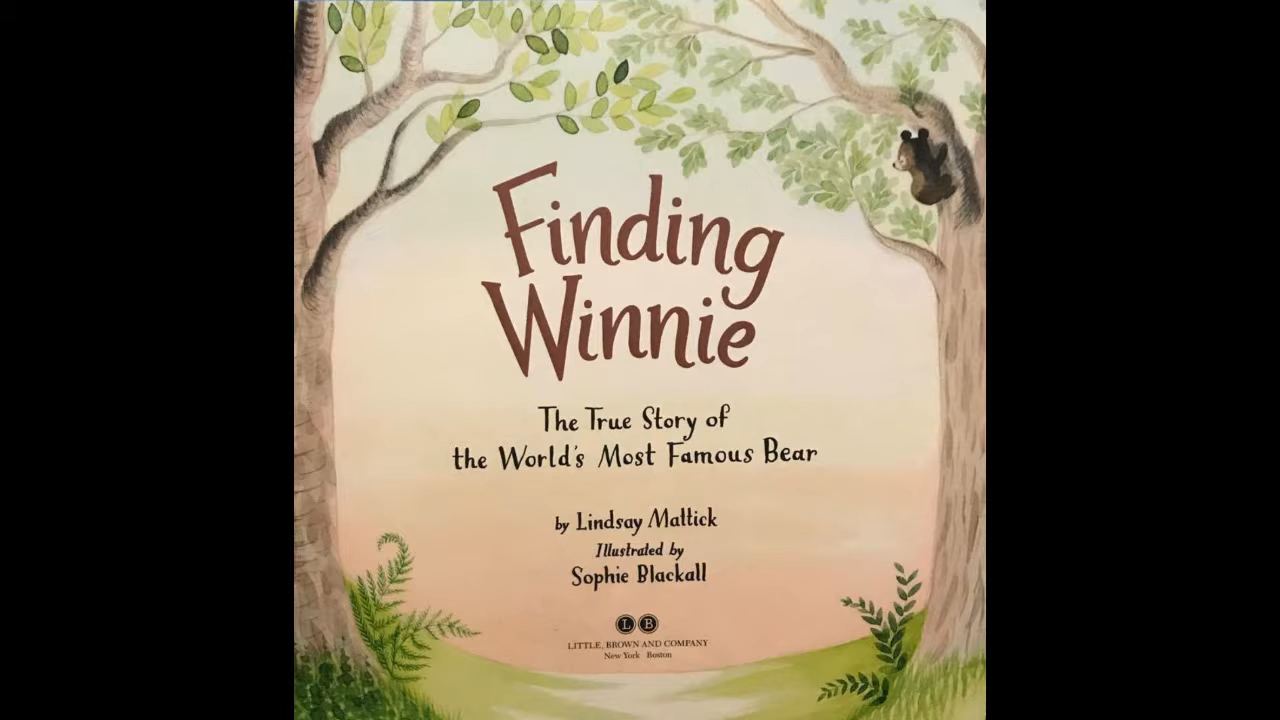 Finding
Winnie
The True Story of
the World's Most Famous Bear
by Lindsay Mattick
Illustrated by
Sophie Blackall
L B
LITTLE, BROWN AND COMPANY
New York Boston